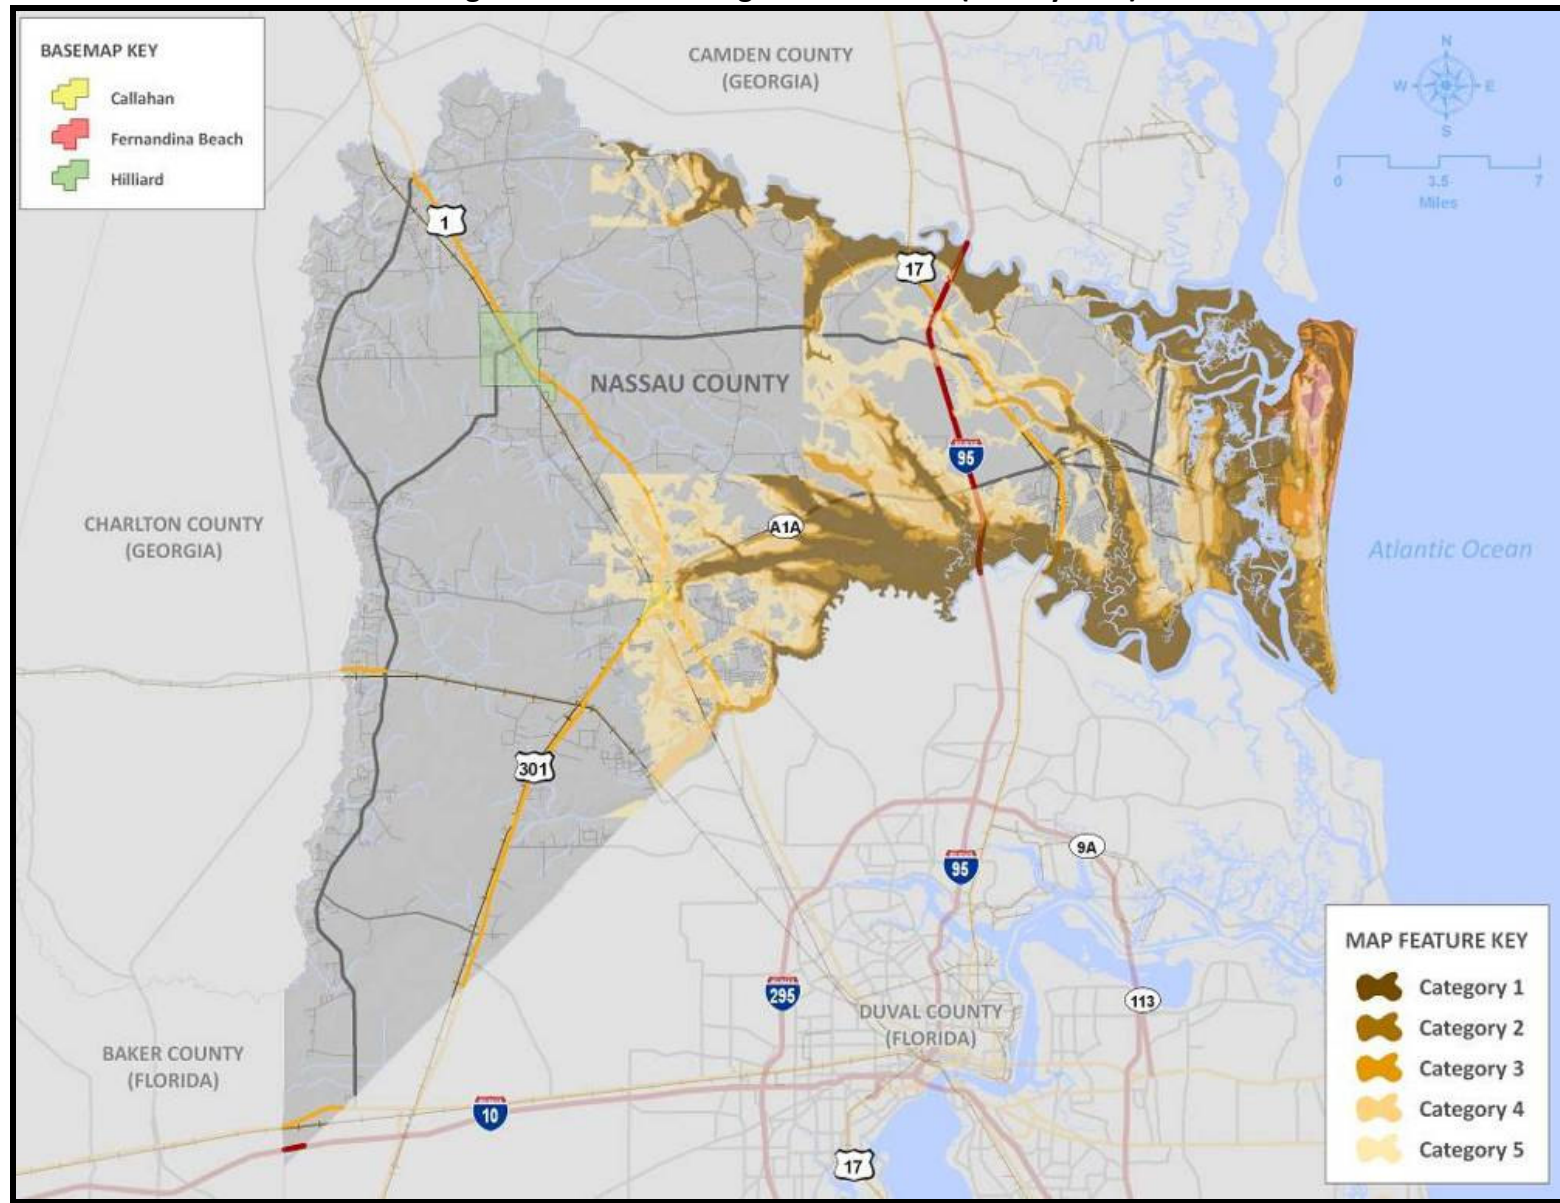 BASEMAP KEY
Callahan
Fernandina Beach
Hilliard
CAMDEN COUNTY
(GEORGIA)
N
W
E
S
0
3.5
7
Miles
1
17
NASSAU COUNTY
95
A1A
CHARLTON COUNTY
(GEORGIA)
Atlantic Ocean
301
9A
95
295
113
DUVAL COUNTY
(FLORIDA)
BAKER COUNTY
(FLORIDA)
10
17
MAP FEATURE KEY
Category 1
Category 2
Category 3
Category 4
Category 5